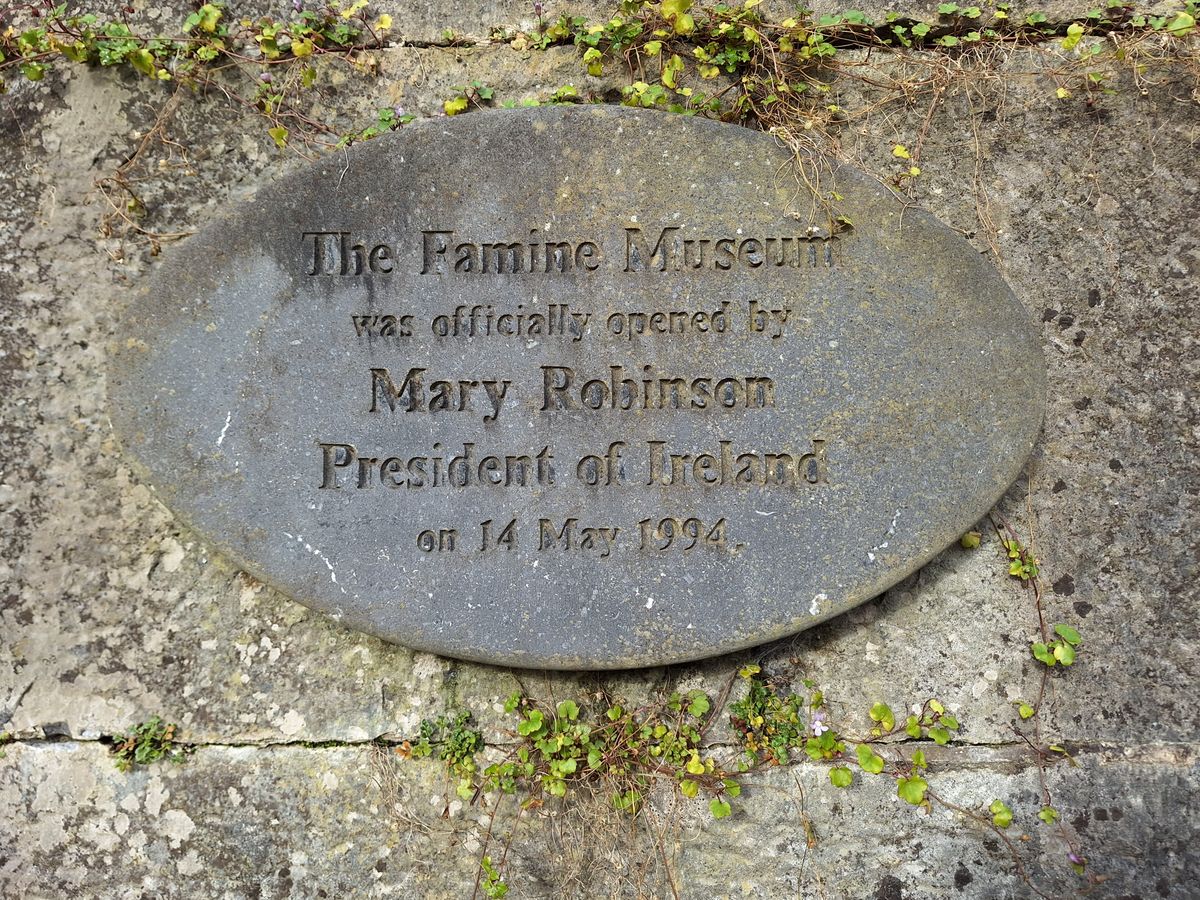 The Famine Museum
was officially opened by
Mary Robinson
President of Ireland
on 14 May 1994.